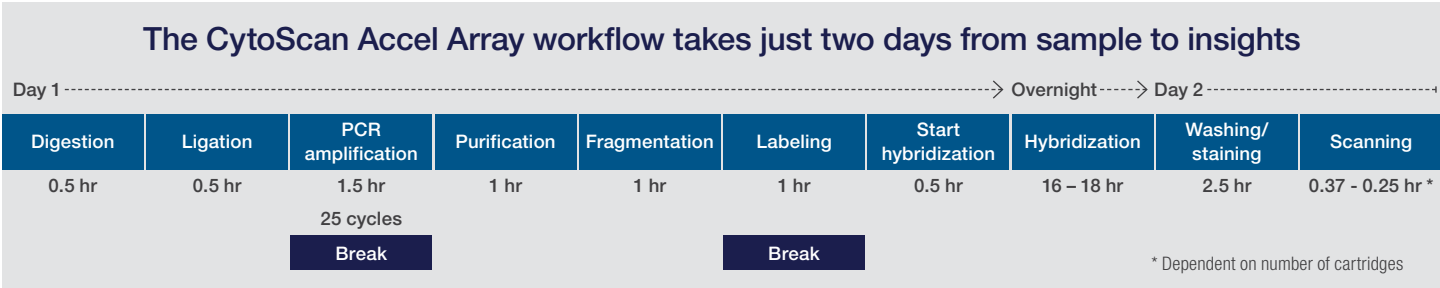 The CytoScan Accel Array workflow takes just two days from sample to insights
Day 1 Overnight Day 2
Digestion Ligation PCR amplification Purification Fragmentation Labeling Start hybridization Hybridization Washing/ staining Scanning
0.5 hr 0.5 hr 1.5 hr 1 hr 1 hr 1 hr 0.5 hr 16 – 18 hr 2.5 hr 0.37 - 0.25 hr *
25 cycles
Break Break
* Dependent on number of cartridges